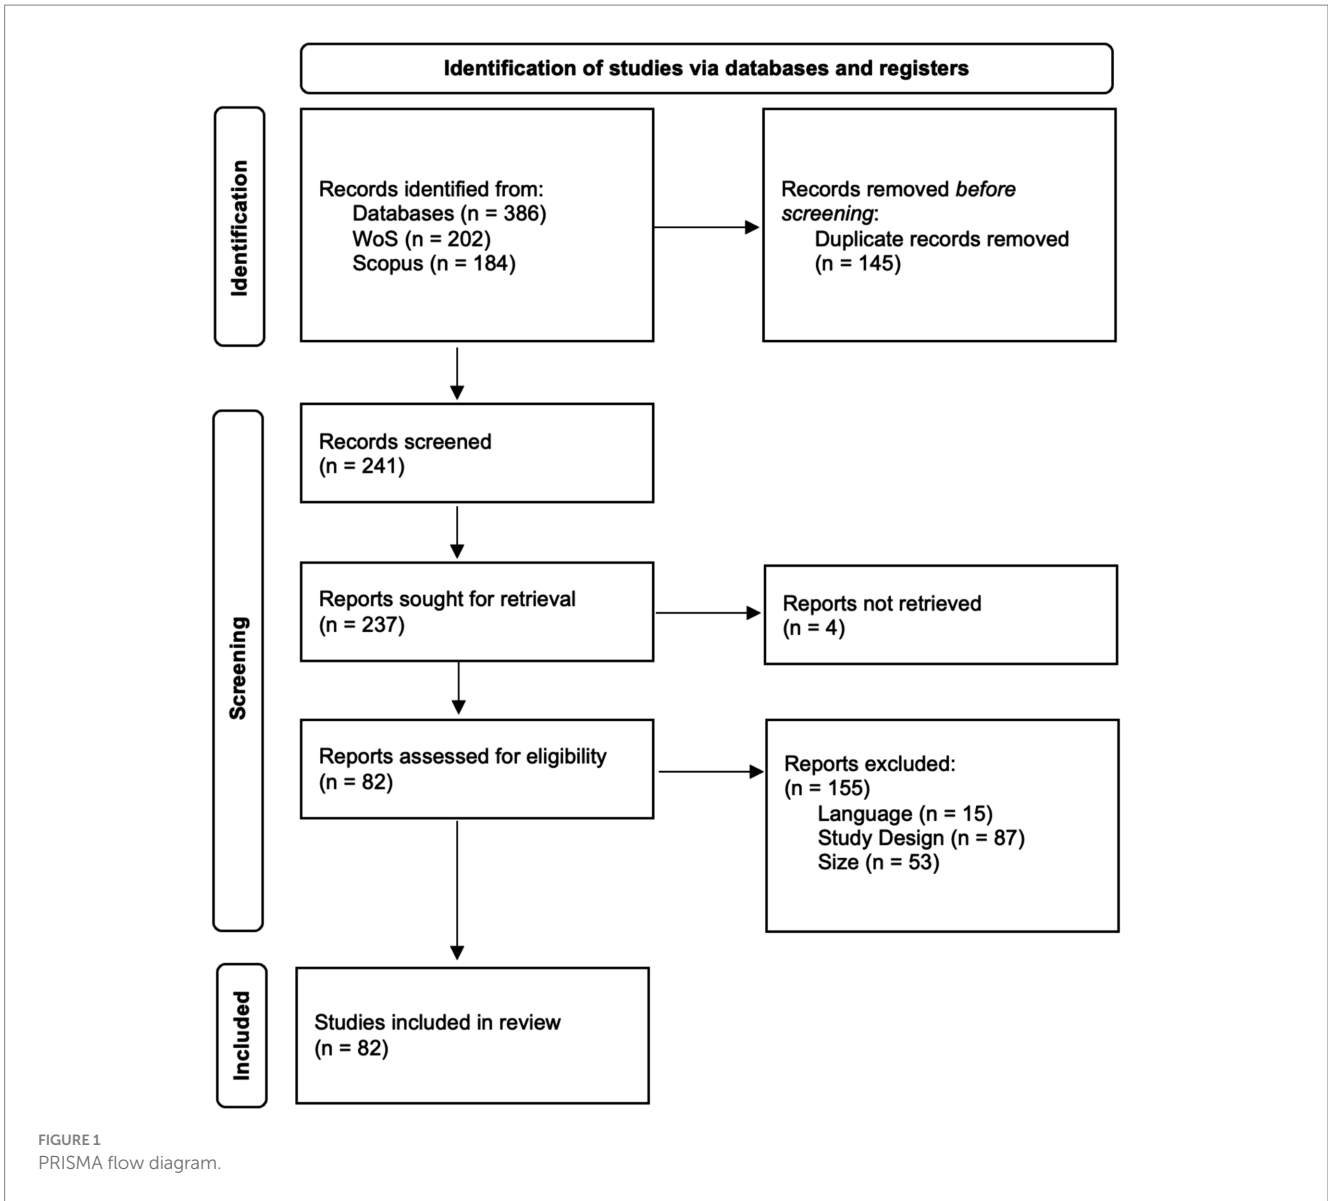 Identification of studies via databases and registers
Identification
Records identified from:
Databases (n = 386)
WoS (n = 202)
Scopus (n = 184)
Records removed before
screening:
Duplicate records removed
(n = 145)
Screening
Records screened
(n = 241)
Reports sought for retrieval
(n = 237)
Reports not retrieved
(n = 4)
Reports assessed for eligibility
(n = 82)
Reports excluded:
(n = 155)
Language (n = 15)
Study Design (n = 87)
Size (n = 53)
Included
Studies included in review
(n = 82)
FIGURE 1
PRISMA flow diagram.